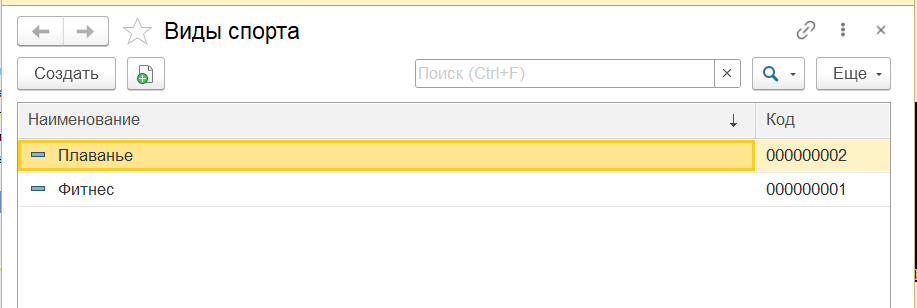 Виды спорта
Создать
Поиск (Ctrl+F)
Еще
Наименование Код
Плаванье 000000002
Фитнес 000000001